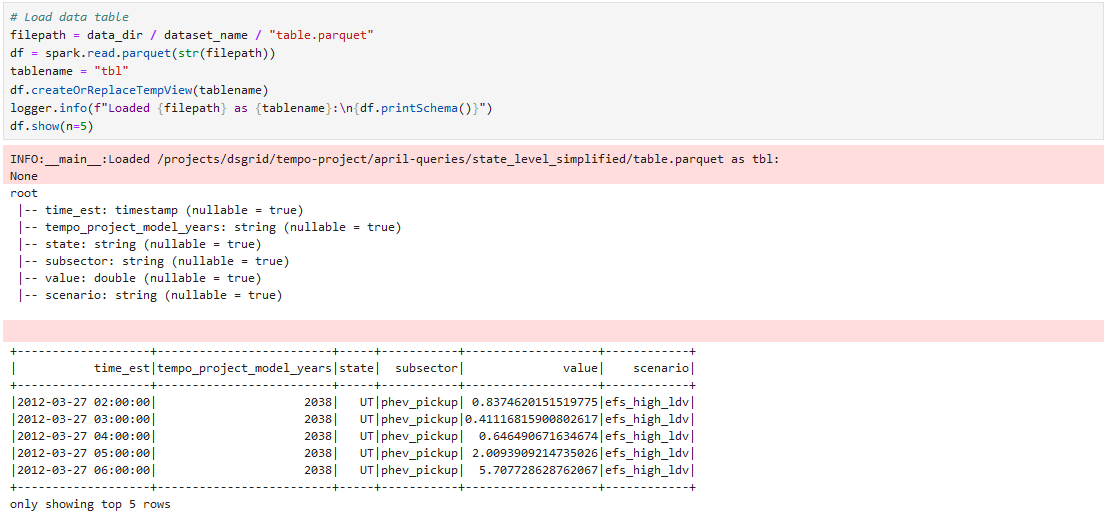 # Load data table
filepath = data_dir / dataset_name / "table.parquet"
df = spark.read.parquet(str(filepath))
tablename = "tbl"
df.createOrReplaceTempView(tablename)
logger.info(f"Loaded {filepath} as {tablename}:\n{df.printSchema()}")
df.show(n=5)
INFO:__main__:Loaded /projects/dsgrid/tempo-project/april-queries/state_level_simplified/table.parquet as tbl:
None
root
 |-- time_est: timestamp (nullable = true)
 |-- tempo_project_model_years: string (nullable = true)
 |-- state: string (nullable = true)
 |-- subsector: string (nullable = true)
 |-- value: double (nullable = true)
 |-- scenario: string (nullable = true)
+-------------------+-------------------------+-----+-----------+-------------------+------------+
|           time_est|tempo_project_model_years|state|  subsector|              value|    scenario|
+-------------------+-------------------------+-----+-----------+-------------------+------------+
|2012-03-27 02:00:00|                     2038|   UT|phev_pickup| 0.8374620151519775|efs_high_ldv|
|2012-03-27 03:00:00|                     2038|   UT|phev_pickup|0.41116815900802617|efs_high_ldv|
|2012-03-27 04:00:00|                     2038|   UT|phev_pickup|  0.646490671634674|efs_high_ldv|
|2012-03-27 05:00:00|                     2038|   UT|phev_pickup| 2.0093909214735026|efs_high_ldv|
|2012-03-27 06:00:00|                     2038|   UT|phev_pickup|  5.707728628762067|efs_high_ldv|
+-------------------+-------------------------+-----+-----------+-------------------+------------+
only showing top 5 rows